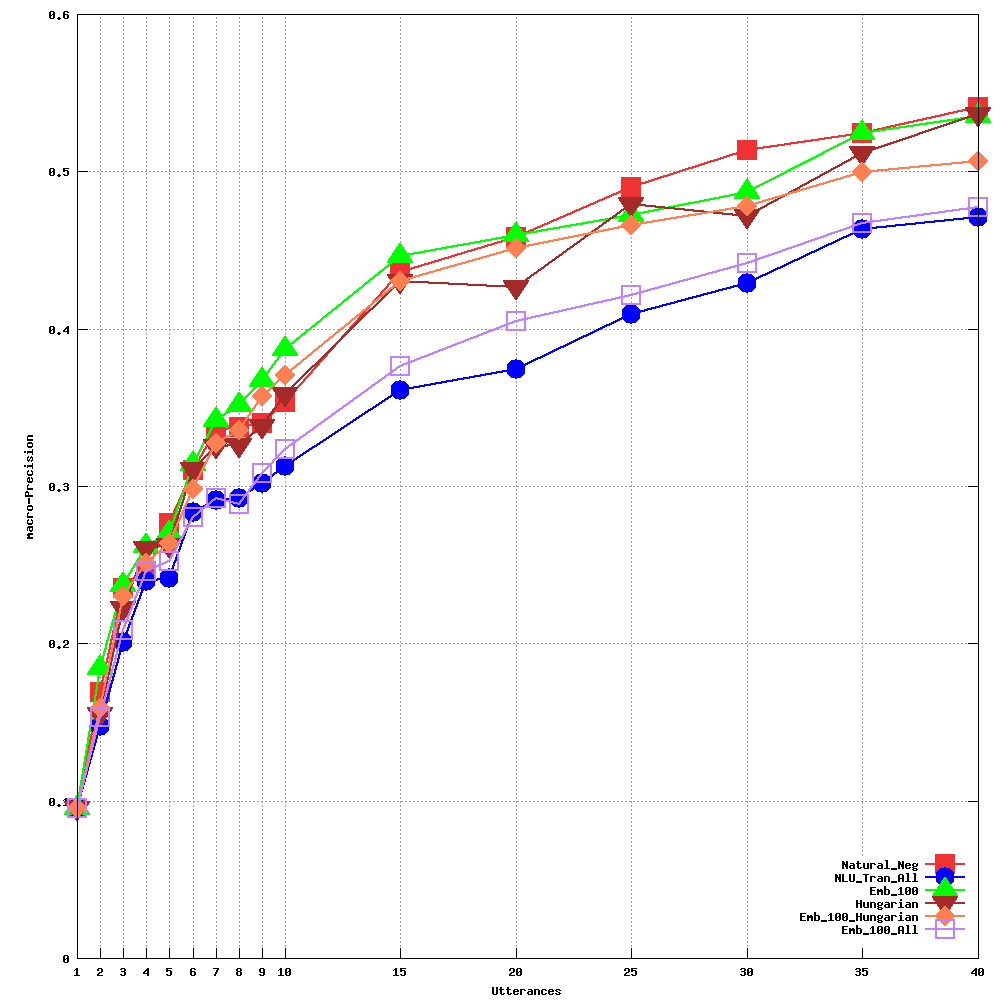 0.6
0.5
0.4
0.3
0.2
0.1
0
Macro-Precision
1 2 3 4 5 6 7 8 9 10 15 20 25 30 35 40
Utterances
Natural_Neg
NLU_Tran_All
Emb_100
Hungarian
Emb_100_Hungarian
Emb_100_All